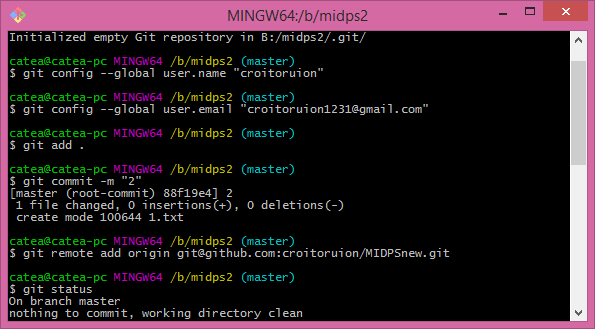 MINGW64:/b/midps2
Initialized empty Git repository in B:/midps2/.git/
catea@catea-pc MINGW64 /b/midps2 (master)
$ git config --global user.name "croitoruion"
catea@catea-pc MINGW64 /b/midps2 (master)
$ git config --global user.email "croitoruion1231@gmail.com"
catea@catea-pc MINGW64 /b/midps2 (master)
$ git add .
catea@catea-pc MINGW64 /b/midps2 (master)
$ git commit -m "2"
[master (root-commit) 88f19e4] 2
 1 file changed, 0 insertions(+), 0 deletions(-)
 create mode 100644 1.txt
catea@catea-pc MINGW64 /b/midps2 (master)
$ git remote add origin git@github.com:croitoruion/MIDPSnew.git
catea@catea-pc MINGW64 /b/midps2 (master)
$ git status
On branch master
nothing to commit, working directory clean